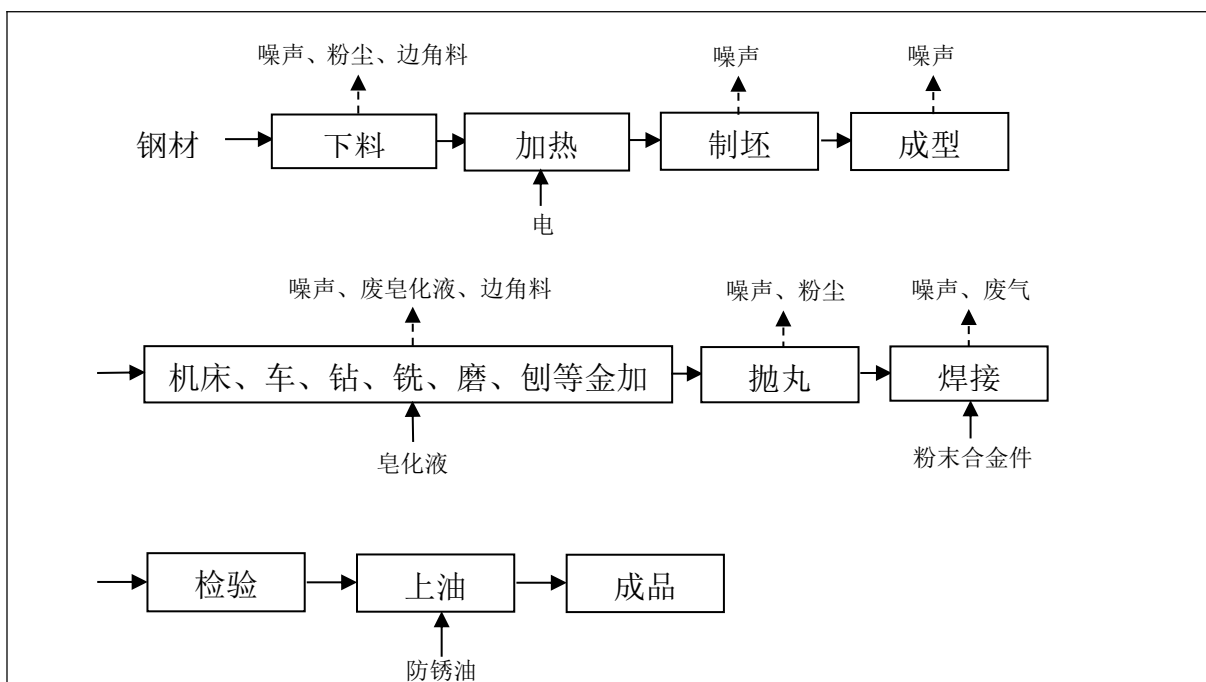 噪声、粉尘、边角料 噪声 噪声
钢材 下料 加热 制坯 成型
电
噪声、废皂化液、边角料 噪声、粉尘 噪声、废气
机床、车、钻、铣、磨、刨等金加 抛丸 焊接
皂化液 粉末合金件
检验 上油 成品
防锈油